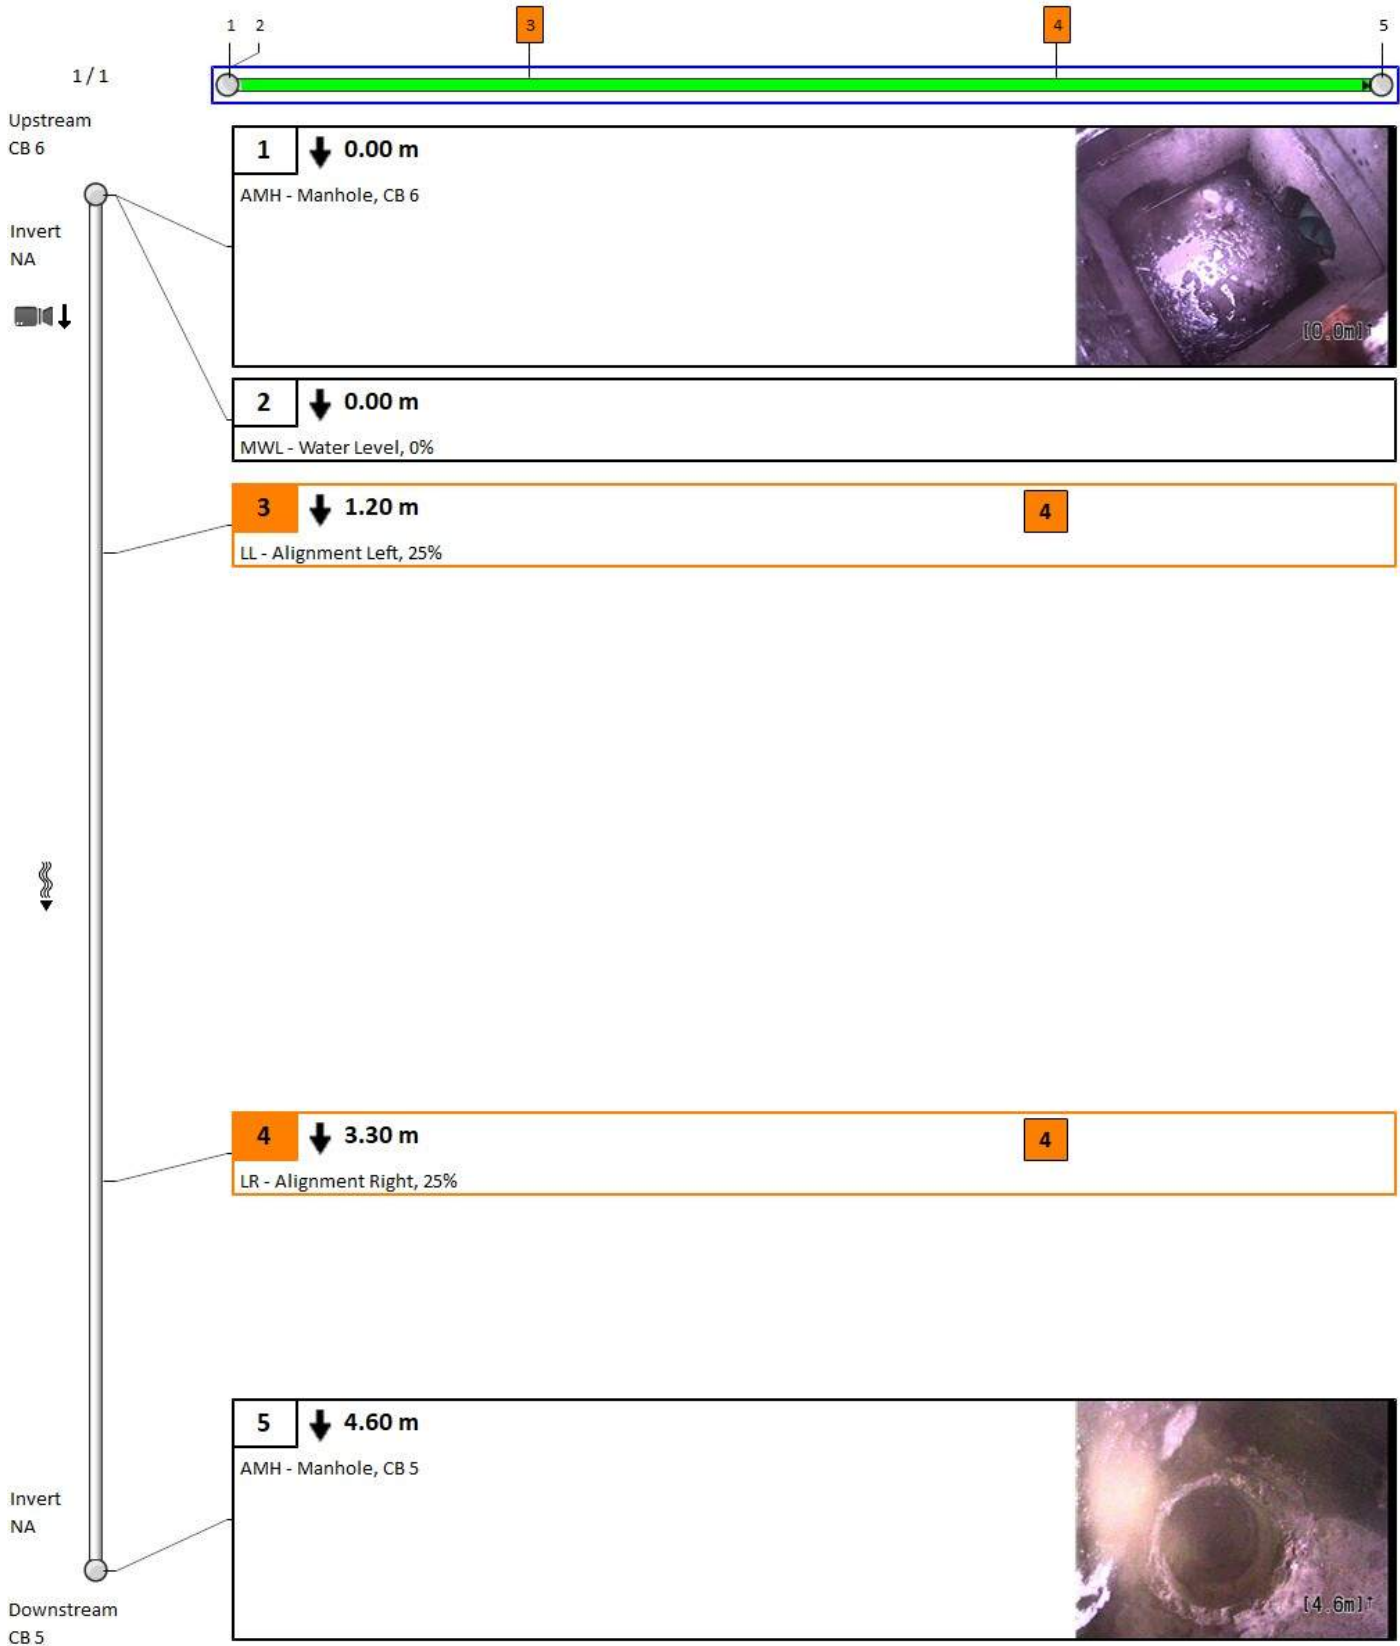 1 2 3 4 5
1 / 1
Upstream
CB 6
1 0.00 m
AMH - Manhole, CB 6
Invert
NA
[0.0m]↑
2 0.00 m
MWL - Water Level, 0%
3 1.20 m 4
LL - Alignment Left, 25%
4 3.30 m 4
LR - Alignment Right, 25%
5 4.60 m
AMH - Manhole, CB 5
Invert
NA
[4.6m]↑
Downstream
CB 5